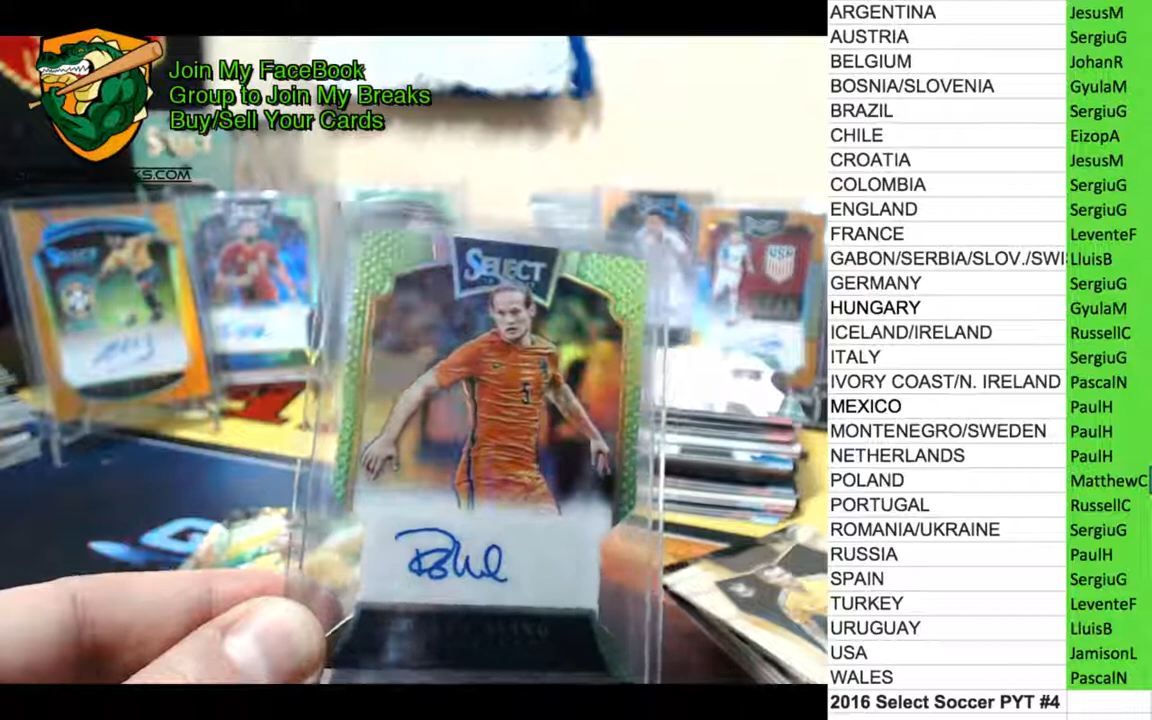 Join My FaceBook
Group to Join My Breaks
Buy/Sell Your Cards
SELECT
5
USA
ARGENTINA JesusM
AUSTRIA SergiuG
BELGIUM JohanR
BOSNIA/SLOVENIA GyulaM
BRAZIL SergiuG
CHILE EizopA
CROATIA JesusM
COLOMBIA SergiuG
ENGLAND SergiuG
FRANCE LeventeF
GABON/SERBIA/SLOV./SWI LluisB
GERMANY SergiuG
HUNGARY GyulaM
ICELAND/IRELAND RussellC
ITALY SergiuG
IVORY COAST/N. IRELAND PascalN
MEXICO PaulH
MONTENEGRO/SWEDEN PaulH
NETHERLANDS PaulH
POLAND MatthewC
PORTUGAL RussellC
ROMANIA/UKRAINE SergiuG
RUSSIA PaulH
SPAIN SergiuG
TURKEY LeventeF
URUGUAY LluisB
USA JamisonL
WALES PascalN
2016 Select Soccer PYT #4